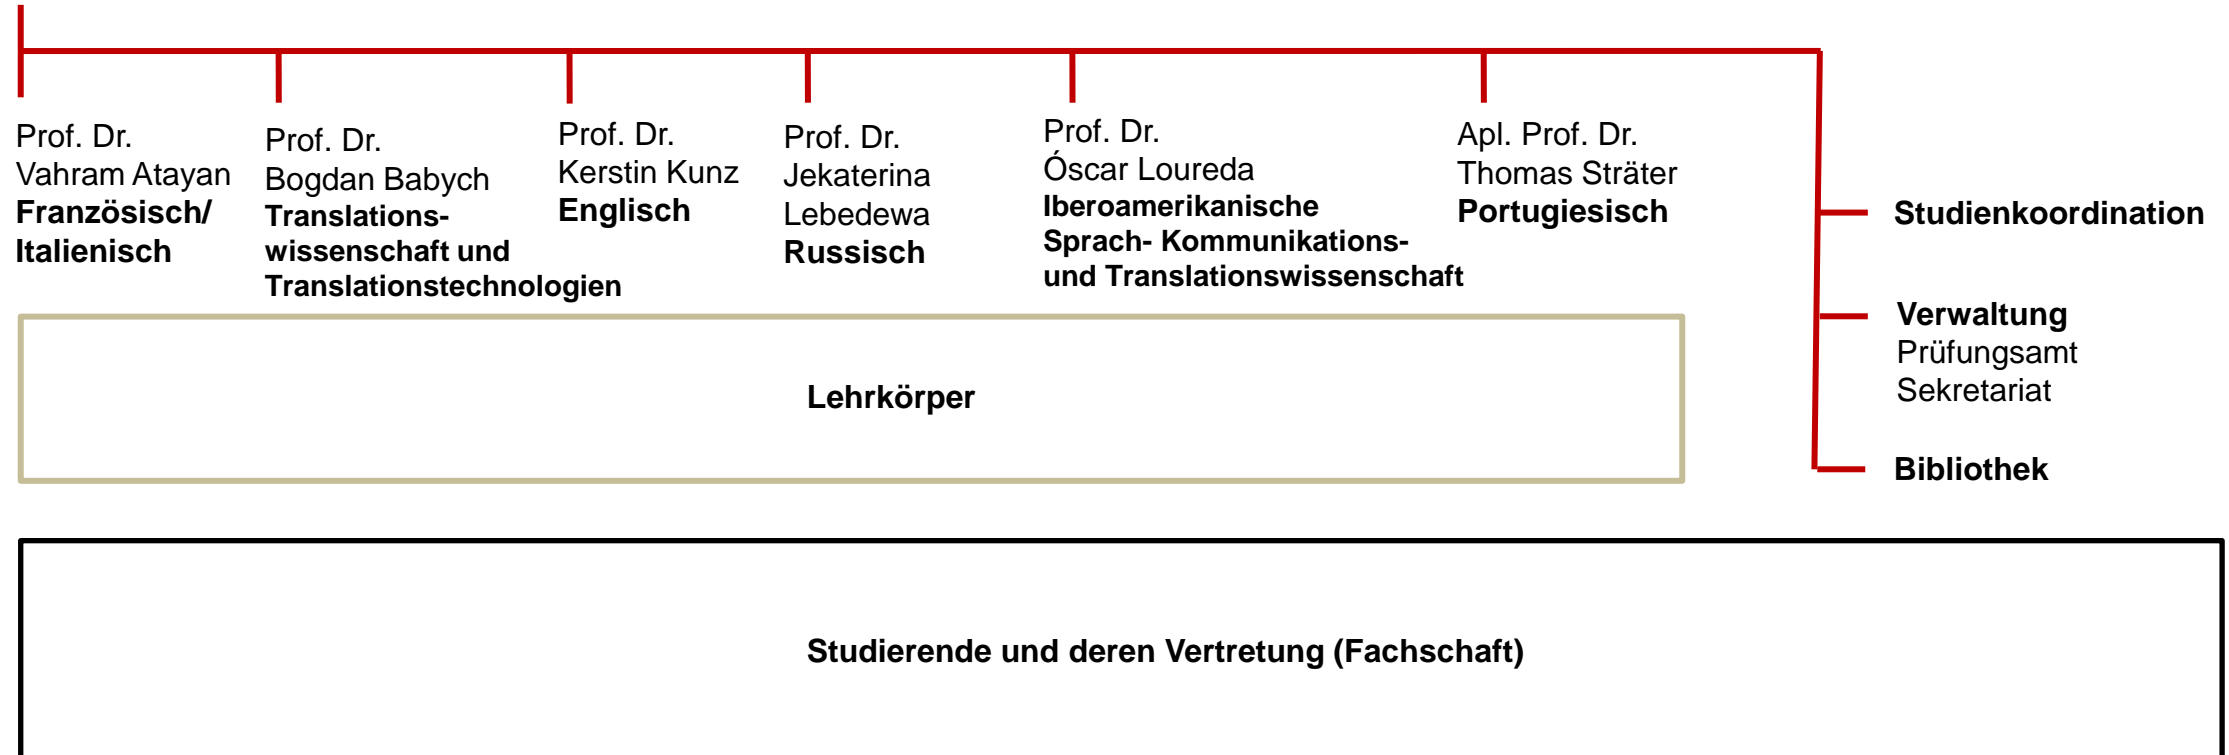 Prof. Dr.
Vahram Atayan
Französisch/
Italienisch
Prof. Dr.
Bogdan Babych
Translations-
wissenschaft und
Translationstechnologien
Prof. Dr.
Kerstin Kunz
Englisch
Prof. Dr.
Jekaterina
Lebedewa
Russisch
Prof. Dr.
Óscar Loureda
Iberoamerikanische
Sprach- Kommunikations-
und Translationswissenschaft
Apl. Prof. Dr.
Thomas Sträter
Portugiesisch
Studienkoordination
Verwaltung
Prüfungsamt
Sekretariat
Bibliothek
Lehrkörper
Studierende und deren Vertretung (Fachschaft)